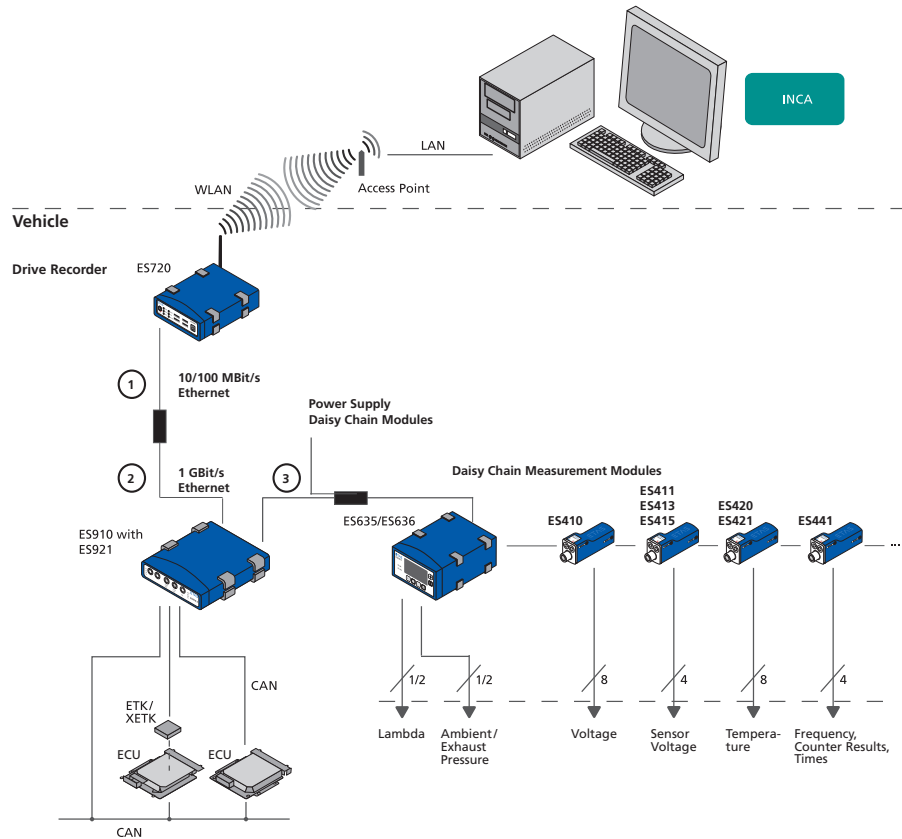 INCA
LAN
Access Point
WLAN
Vehicle
Drive Recorder
ES720
1
10/100 MBit/s
Ethernet
Power Supply
Daisy Chain Modules
2
1 GBit/s
Ethernet
3
Daisy Chain Measurement Modules
ES910 with
ES921
ES635/ES636
ES410
ES411
ES413
ES415
ES420
ES421
ES441
...
CAN
ETK/
XETK
ECU
ECU
CAN
1/2
1/2
8
4
8
4
Lambda
Ambient/
Exhaust
Pressure
Voltage
Sensor
Voltage
Tempera-
ture
Frequency,
Counter Results,
Times